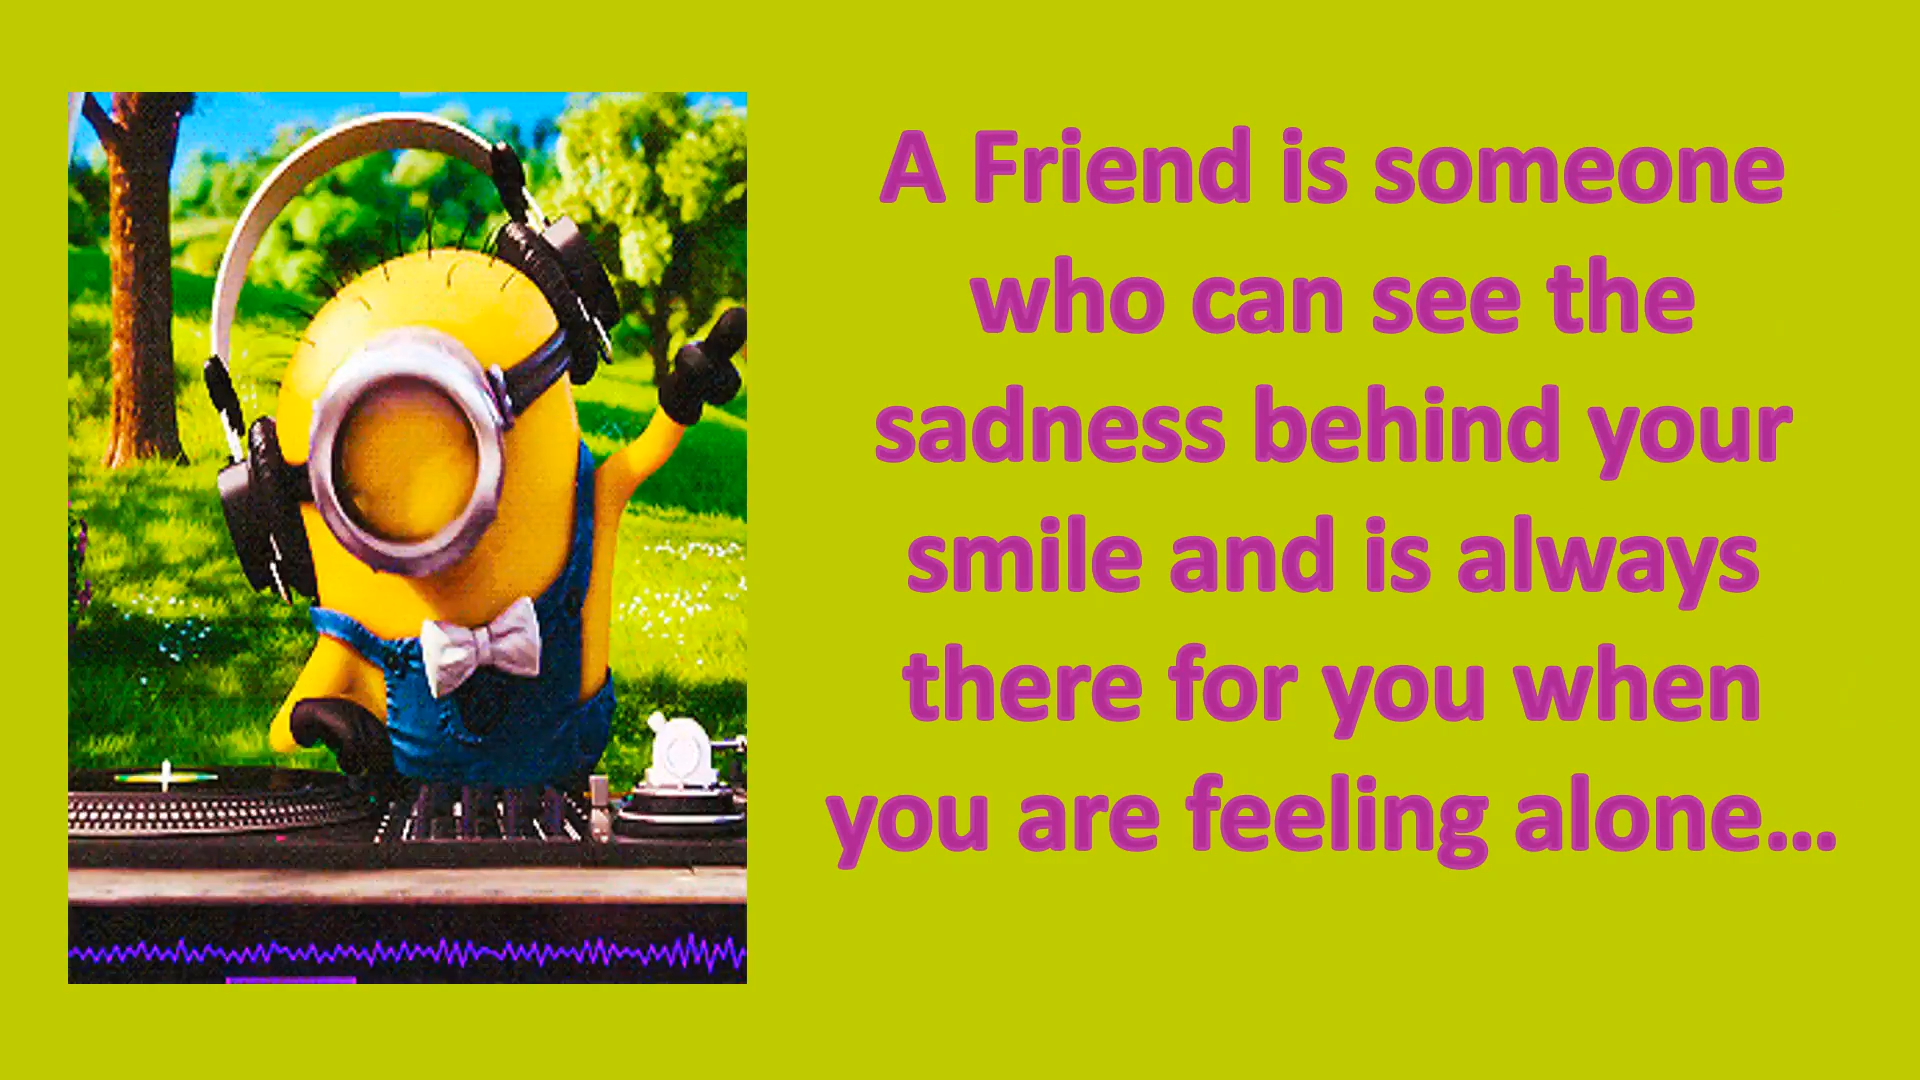 A Friend is someone
who can see the
sadness behind your
smile and is always
there for you when
you are feeling alone...